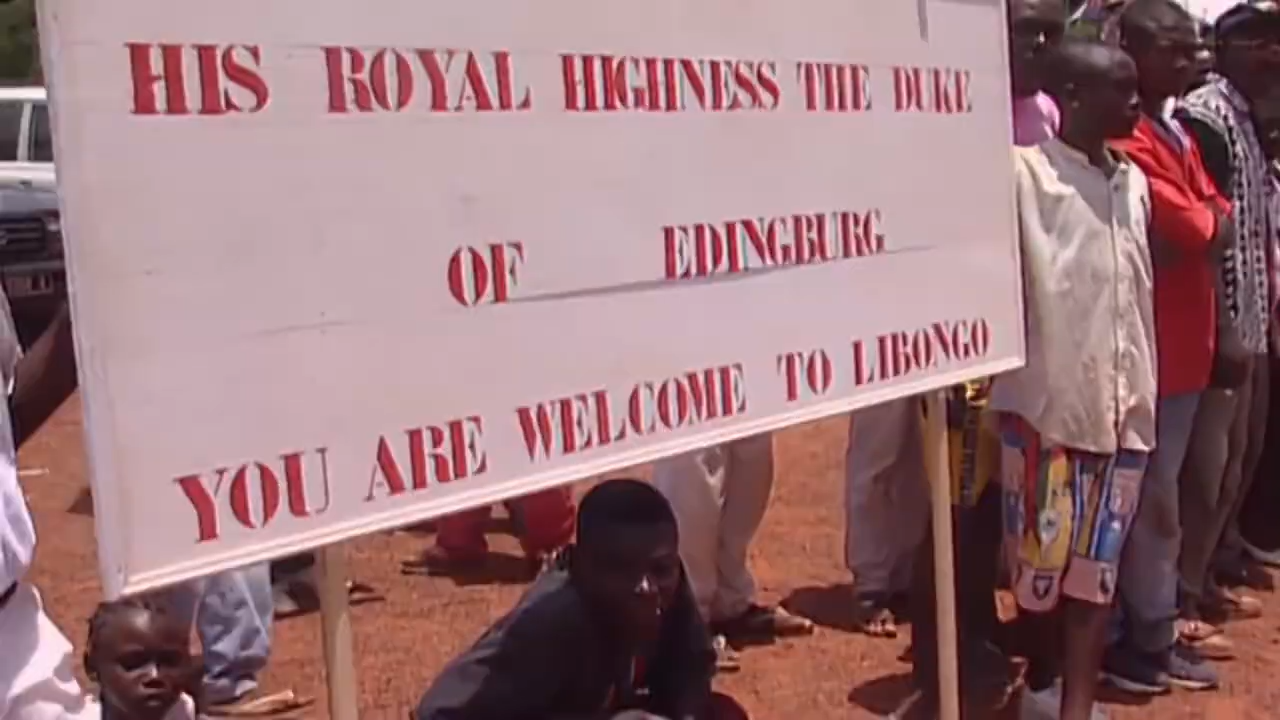 HIS ROYAL HIGHNESS THE DUKE
OF EDINGBURG
YOU ARE WELCOME TO LIBONGO